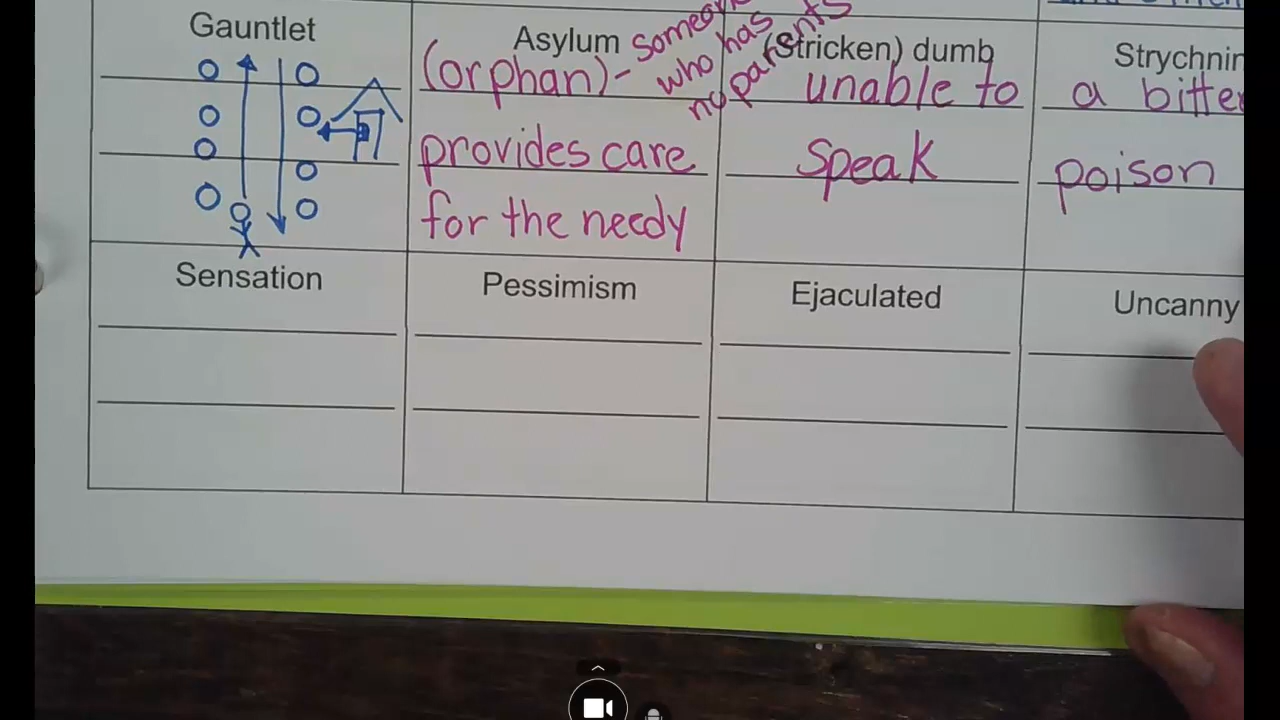 Gauntlet
Asylum
(orphan)- someone
who has
no parents
provides care
for the needy
(Stricken) dumb
unable to
speak
a bitter
poison
Sensation
Pessimism
Ejaculated
Uncanny